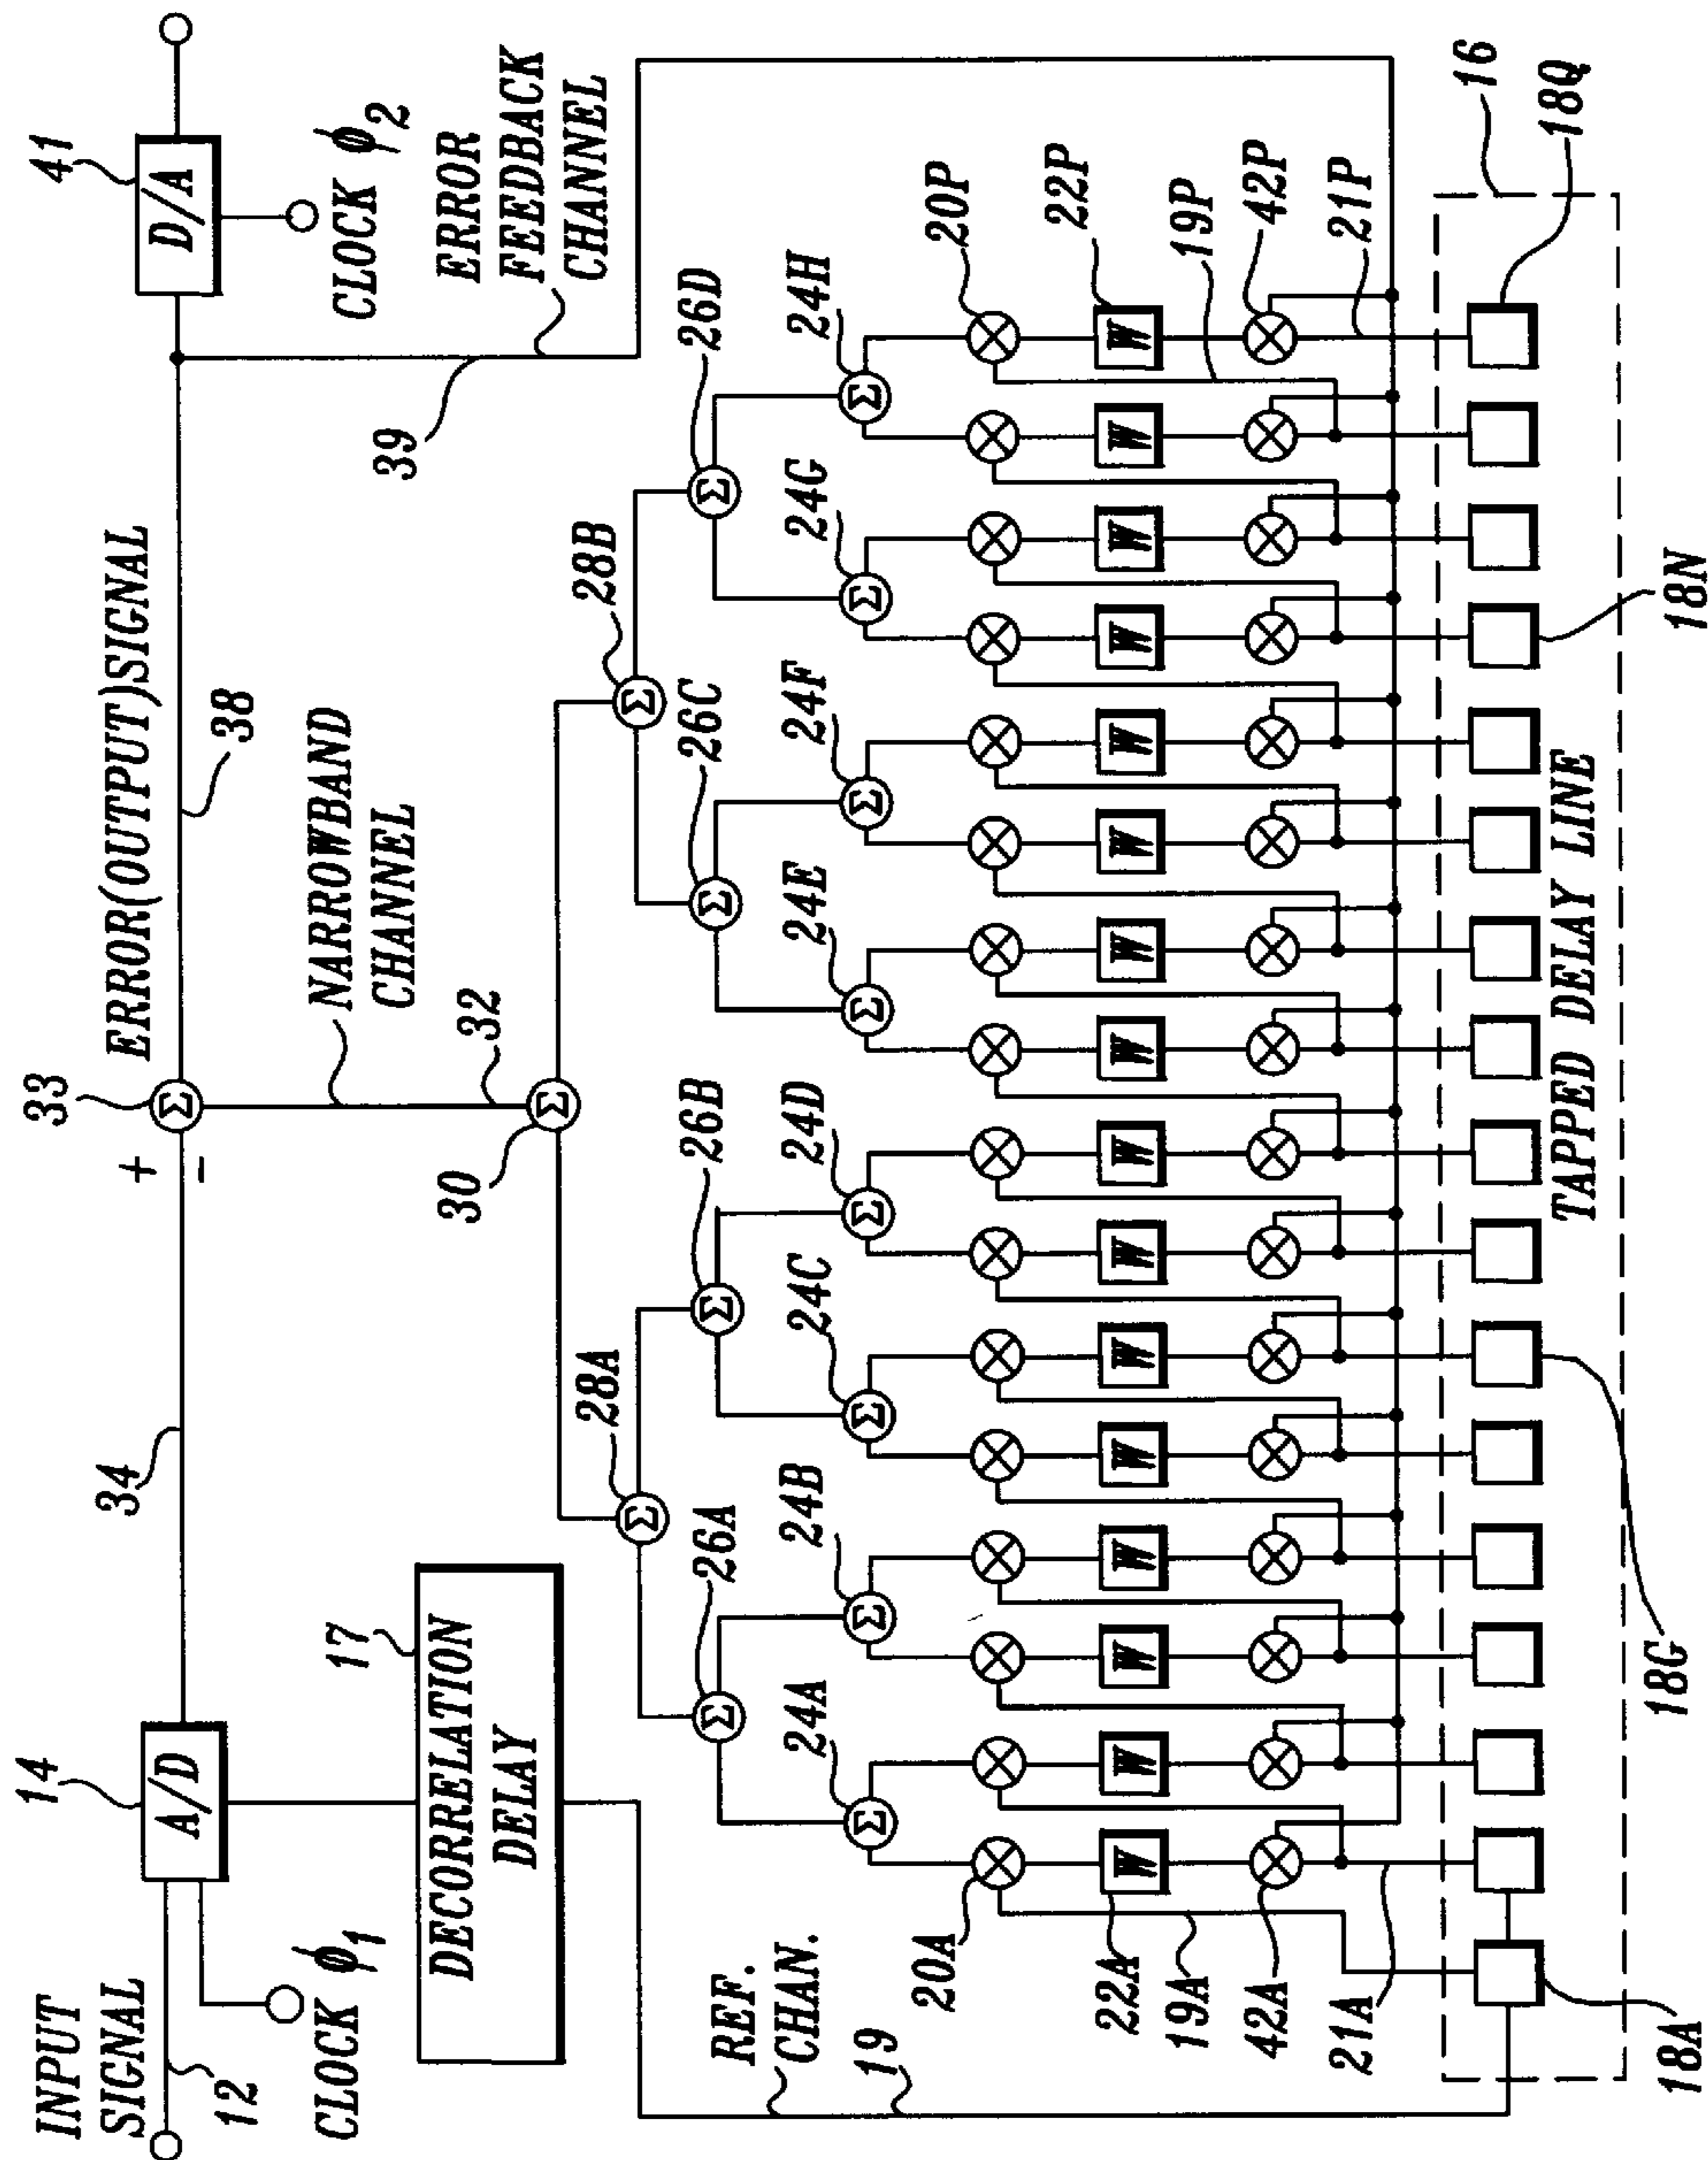 INPUT
SIGNAL
12
CLOCK ϕ1
14
A/D
34
+
-
33
Σ
ERROR(OUTPUT)SIGNAL
38
41
D/A
CLOCK ϕ2
17
DECORRELATION
DELAY
NARROWBAND
CHANNEL
32
30
Σ
39
ERROR
FEEDBACK
CHANNEL
28A
Σ
28B
Σ
26A
Σ
26B
Σ
26C
Σ
26D
Σ
24A
Σ
24B
Σ
24C
Σ
24D
Σ
24E
Σ
24F
Σ
24G
Σ
24H
Σ
REF.
CHAN.
19
20A
20P
22A
W W W W W W W W W W W W W W W W
22P
19A
19P
42A
42P
21A
21P
16
18A
18G
18N
18Q
TAPPED DELAY LINE